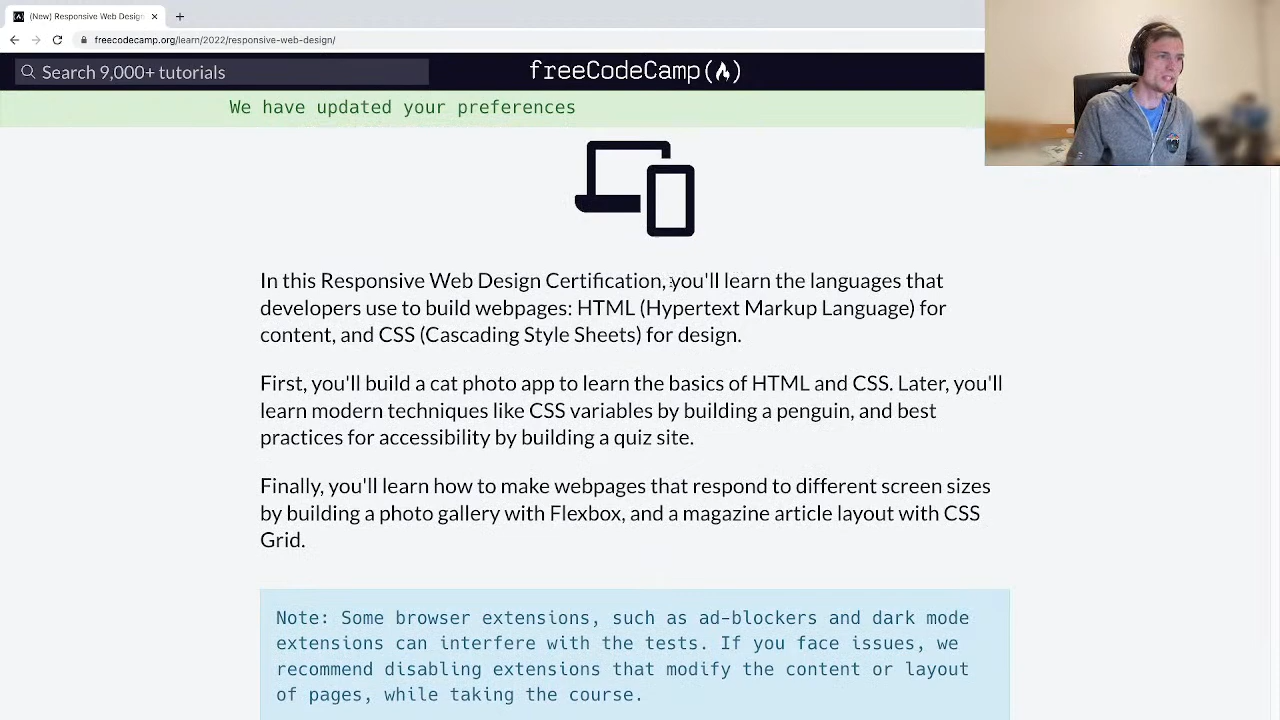 (New) Responsive Web Design
freecodecamp.org/learn/2022/responsive-web-design/
Search 9,000+ tutorials
freeCodeCamp
We have updated your preferences
In this Responsive Web Design Certification, you'll learn the languages that
developers use to build webpages: HTML (Hypertext Markup Language) for
content, and CSS (Cascading Style Sheets) for design.
First, you'll build a cat photo app to learn the basics of HTML and CSS. Later, you'll
learn modern techniques like CSS variables by building a penguin, and best
practices for accessibility by building a quiz site.
Finally, you'll learn how to make webpages that respond to different screen sizes
by building a photo gallery with Flexbox, and a magazine article layout with CSS
Grid.
Note: Some browser extensions, such as ad-blockers and dark mode
extensions can interfere with the tests. If you face issues, we
recommend disabling extensions that modify the content or layout
of pages, while taking the course.